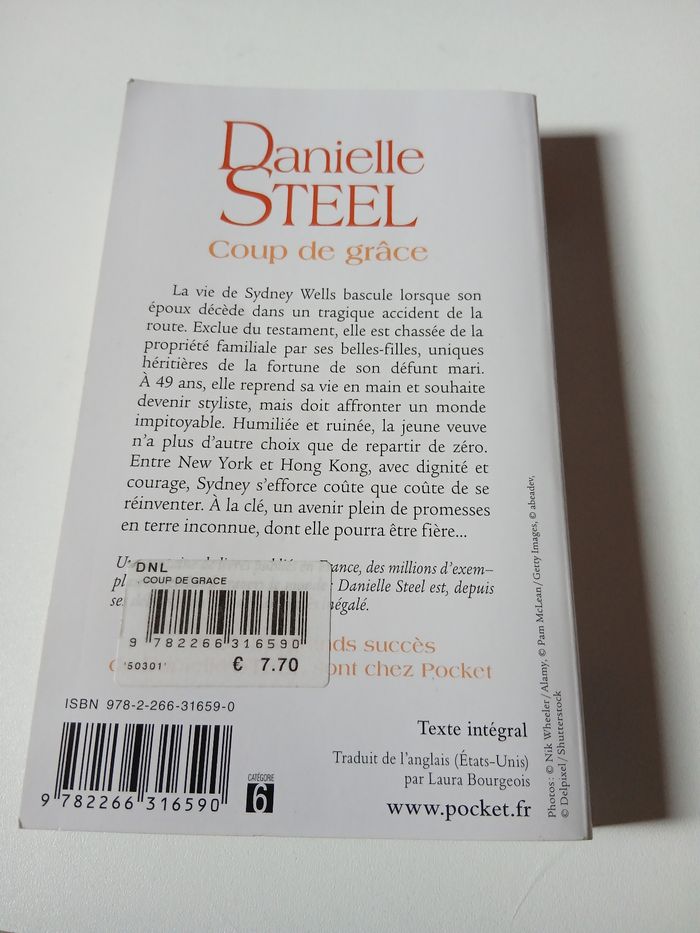 Danielle
STEEL
Coup de grâce
La vie de Sydney Wells bascule lorsque son
époux décède dans un tragique accident de la
route. Exclue du testament, elle est chassée de la
propriété familiale par ses belles-filles, uniques
héritières de la fortune de son défunt mari.
À 49 ans, elle reprend sa vie en main et souhaite
devenir styliste, mais doit affronter un monde
impitoyable. Humiliée et ruinée, la jeune veuve
n'a plus d'autre choix que de repartir de zéro.
Entre New York et Hong Kong, avec dignité et
courage, Sydney s'efforce coûte que coûte de se
réinventer. À la clé, un avenir plein de promesses
en terre inconnue, dont elle pourra être fière...
des millions d'exem–
Danielle Steel est, depuis
DNL
COUP DE GRACE
9 782266 316590
'50301' € 7.70
succès
sont chez Pocket
ISBN 978-2-266-31659-0
9 782266 316590
CATÉGORIE
6
Texte intégral
Traduit de l'anglais (États-Unis)
par Laura Bourgeois
www.pocket.fr
Photos : © Nik Wheeler / Alamy, © Pam McLean / Getty Images, © abeadev,
© Delpixel / Shutterstock